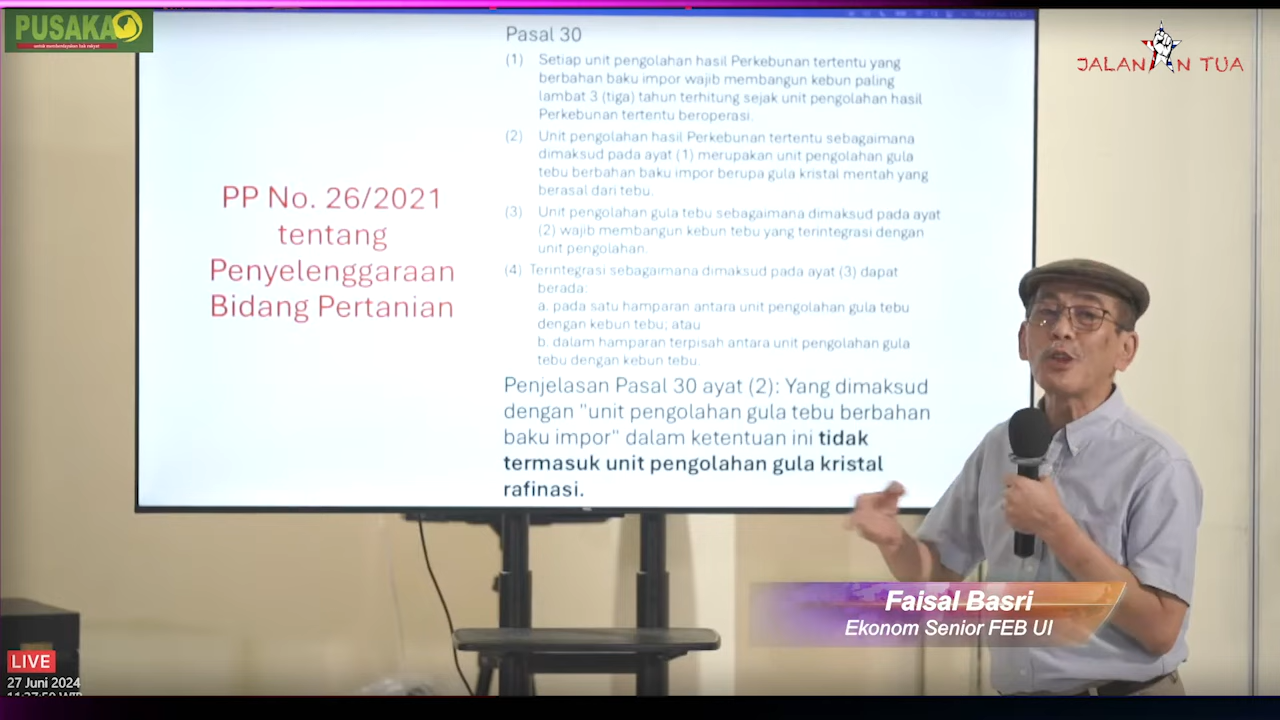 PUSAKA
untuk memberdayakan hak rakyat
JALANAN TUA
PP No. 26/2021
tentang
Penyelenggaraan
Bidang Pertanian
Pasal 30
(1) Setiap unit pengolahan hasil Perkebunan tertentu yang
berbahan baku impor wajib membangun kebun paling
lambat 3 (tiga) tahun terhitung sejak unit pengolahan hasil
Perkebunan tertentu beroperasi.
(2) Unit pengolahan hasil Perkebunan tertentu sebagaimana
dimaksud pada ayat (1) merupakan unit pengolahan gula
tebu berbahan baku impor berupa gula kristal mentah yang
berasal dari tebu.
(3) Unit pengolahan gula tebu sebagaimana dimaksud pada ayat
(2) wajib membangun kebun tebu yang terintegrasi dengan
unit pengolahan.
(4) Terintegrasi sebagaimana dimaksud pada ayat (3) dapat
berada:
a. pada satu hamparan antara unit pengolahan gula tebu
dengan kebun tebu; atau
b. dalam hamparan terpisah antara unit pengolahan gula
tebu dengan kebun tebu.
Penjelasan Pasal 30 ayat (2): Yang dimaksud
dengan "unit pengolahan gula tebu berbahan
baku impor" dalam ketentuan ini tidak
termasuk unit pengolahan gula kristal
rafinasi.
Faisal Basri
Ekonom Senior FEB UI
LIVE
27 Juni 2024